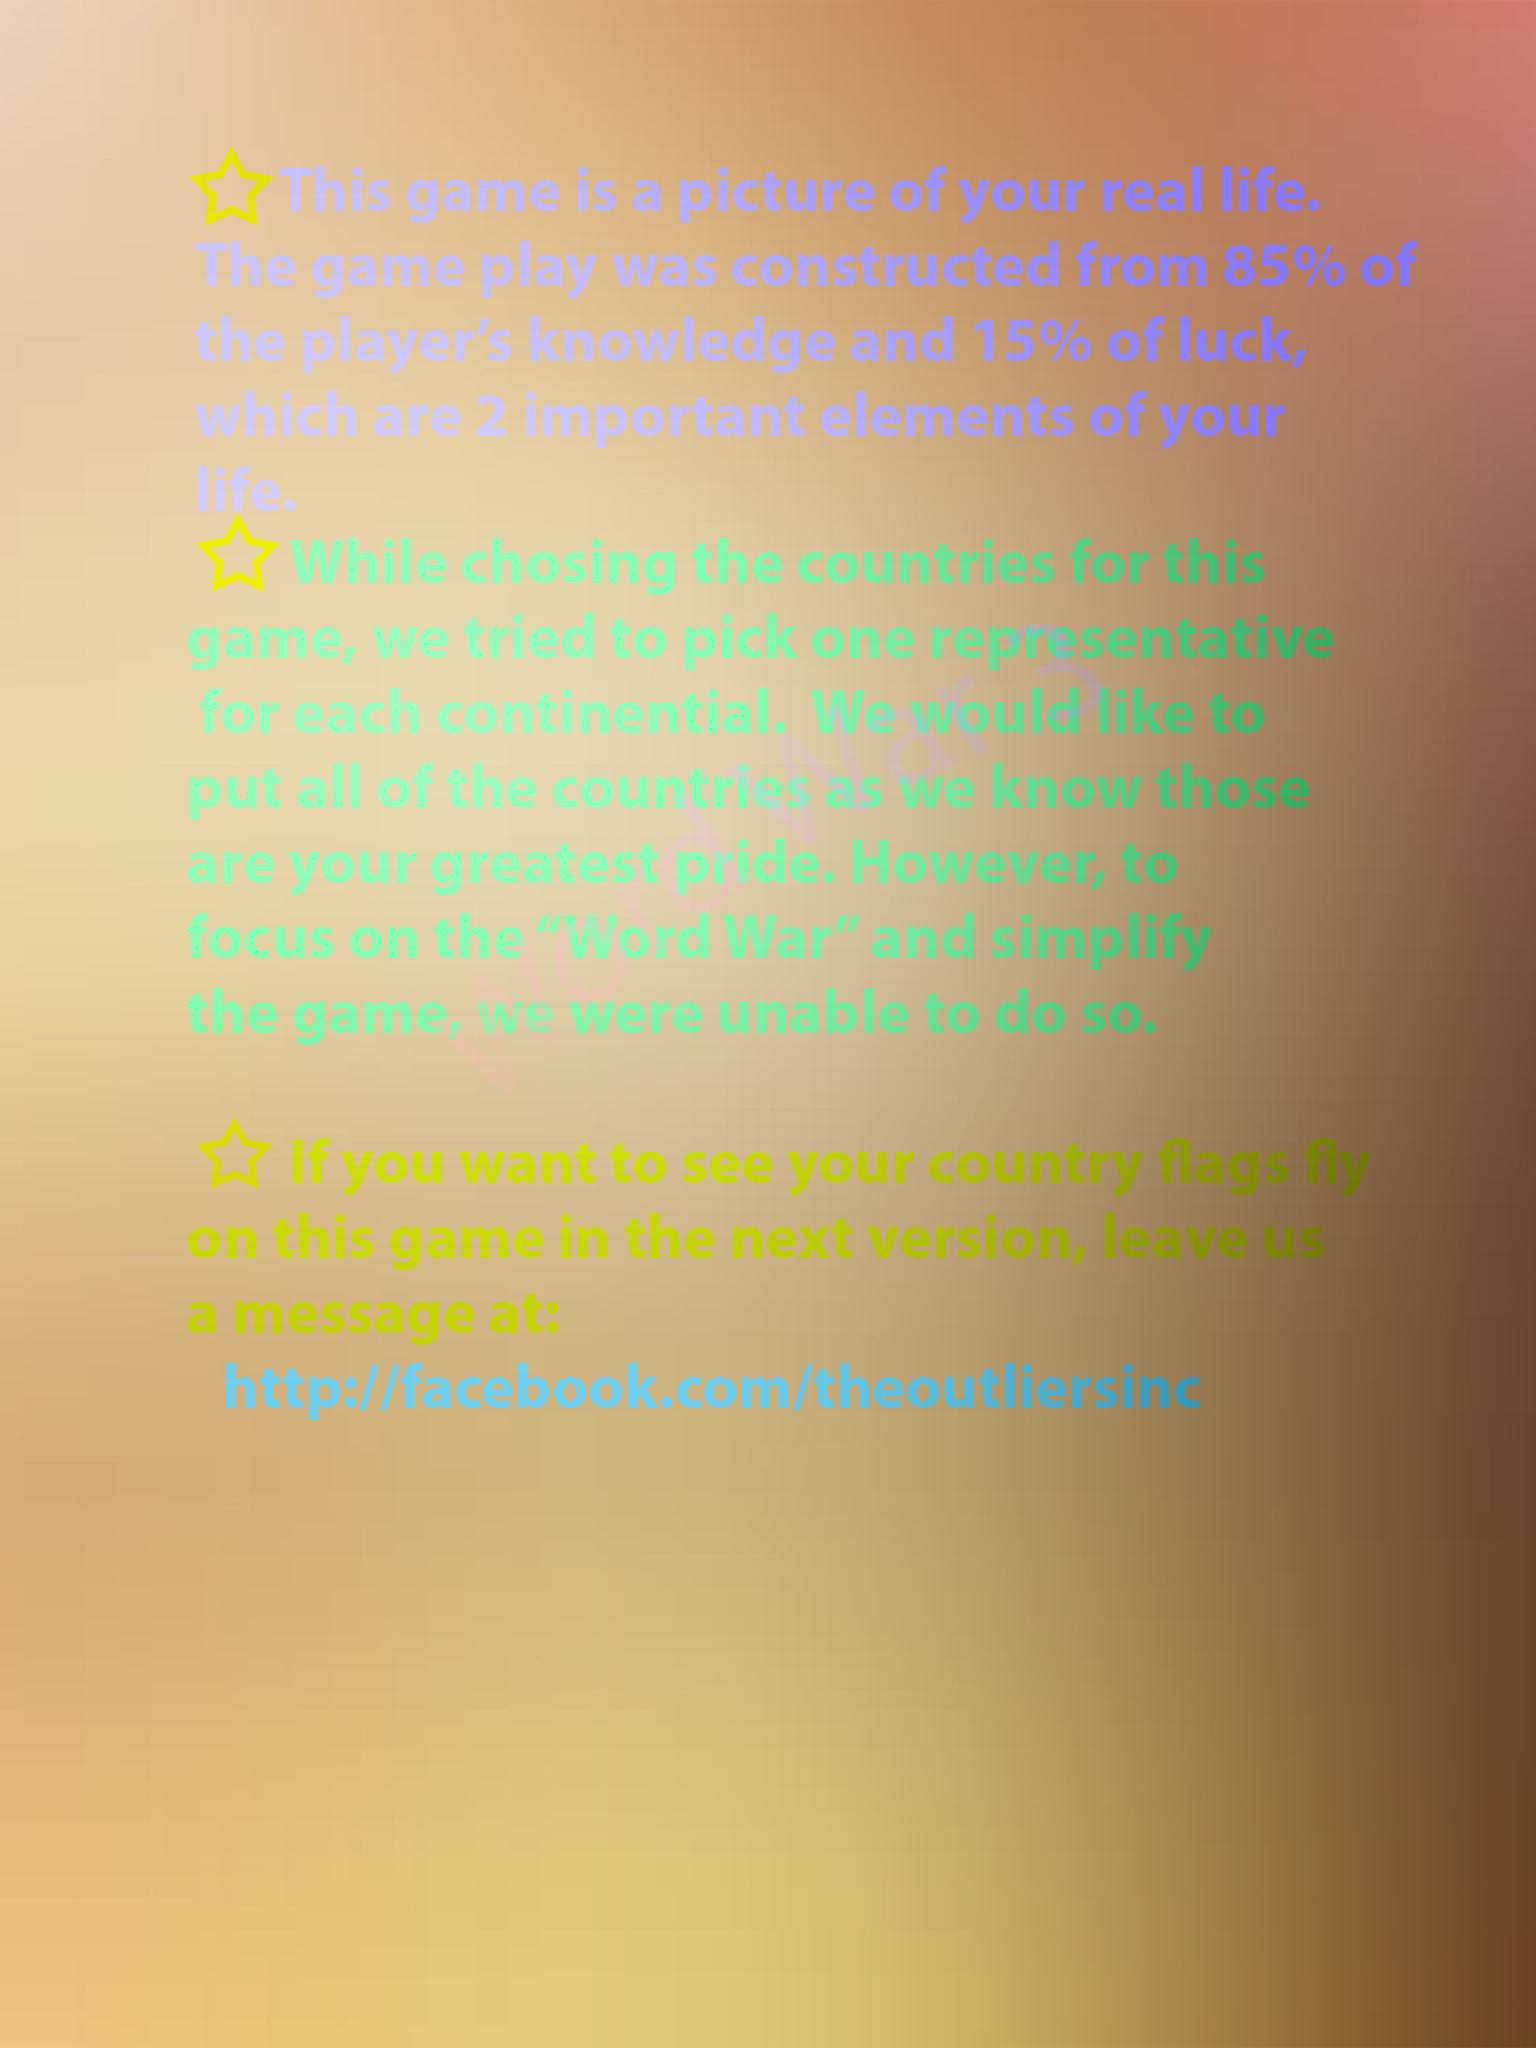 This game is a picture of your real life.
The game play was constructed from 85% of
the player’s knowledge and 15% of luck,
which are 2 important elements of your
life.
While chosing the countries for this
game, we tried to pick one representative
for each continential.  We would like to
put all of the countries as we know those
are your greatest pride. However, to
focus on the “Word War” and simplify
the game, we were unable to do so.
Word War 3
If you want to see your country flags fly
on this game in the next version, leave us
a message at:
http://facebook.com/theoutliersinc